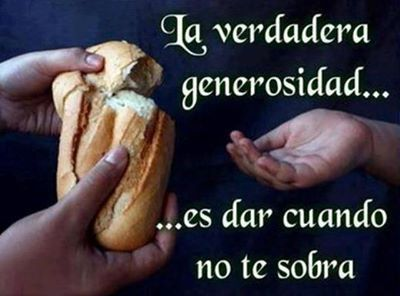 La verdadera
generosidad...
...es dar cuando
no te sobra